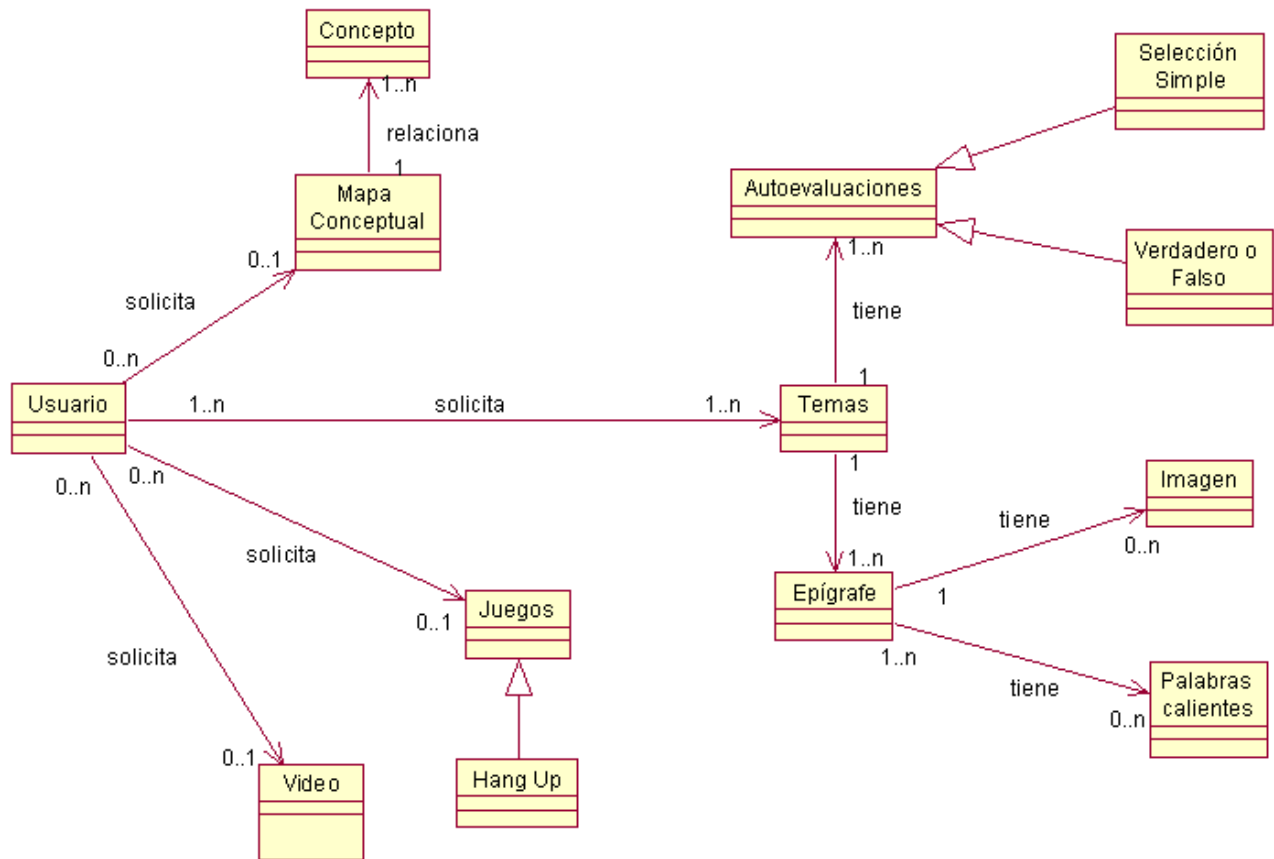 Concepto
1..n
relaciona
1
Mapa
Conceptual
0..1
solicita
0..n
Usuario
1..n
solicita
1..n
Temas
0..n
0..n
solicita
0..1
Juegos
Hang Up
solicita
0..1
Video
Selección
Simple
Autoevaluaciones
Verdadero o
Falso
1..n
tiene
1
1
tiene
1..n
Epígrafe
1
tiene
0..n
Imagen
1..n
tiene
0..n
Palabras
calientes